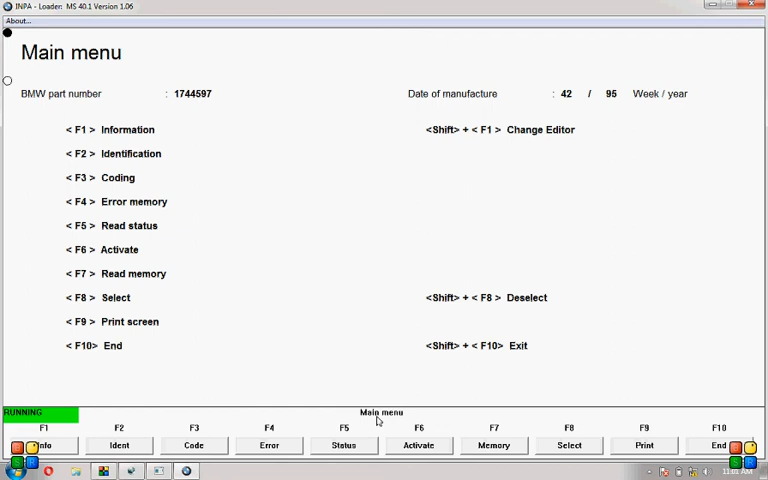 INPA - Loader: MS 40.1 Version 1.06
About...
Main menu
BMW part number : 1744597 Date of manufacture : 42 / 95 Week / year
< F1 > Information <Shift> + < F1 > Change Editor
< F2 > Identification
< F3 > Coding
< F4 > Error memory
< F5 > Read status
< F6 > Activate
< F7 > Read memory
< F8 > Select <Shift> + < F8 > Deselect
< F9 > Print screen
< F10> End <Shift> + < F10> Exit
RUNNING Main menu
F1 F2 F3 F4 F5 F6 F7 F8 F9 F10
Info Ident Code Error Status Activate Memory Select Print End